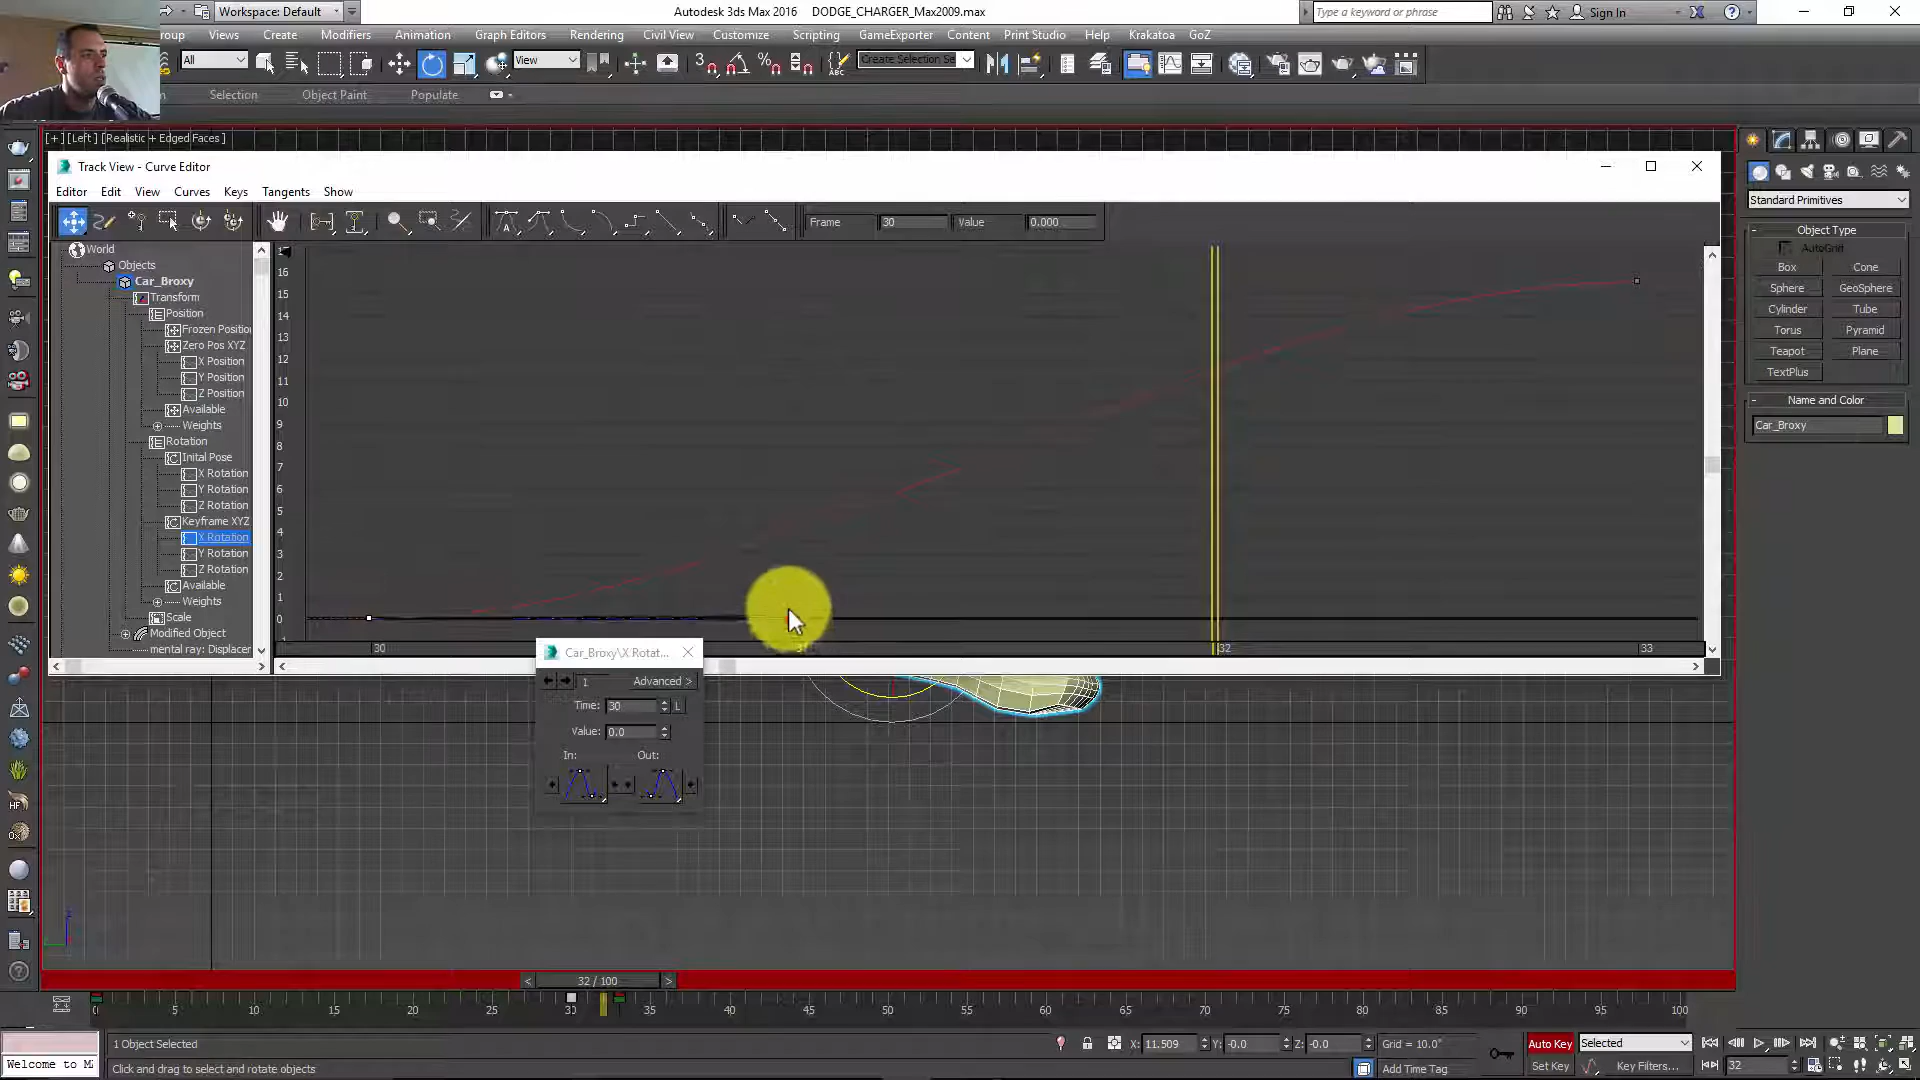 Workspace: Default
Autodesk 3ds Max 2016 DODGE_CHARGER_Max2009.max
Type a keyword or phrase
Sign In
roup Views Create Modifiers Animation Graph Editors Rendering Civil View Customize Scripting GameExporter Content Print Studio Help Krakatoa GoZ
All
View
3
Create Selection Se
Selection Object Paint Populate
[+] [Left] [Realistic + Edged Faces]
Track View - Curve Editor
Editor Edit View Curves Keys Tangents Show
Frame 30 Value 0.000
World
Objects
Car_Broxy
Transform
Position
Frozen Positio
Zero Pos XYZ
X Position
Y Position
Z Position
Available
Weights
Rotation
Inital Pose
X Rotation
Y Rotation
Z Rotation
Keyframe XYZ
X Rotation
Y Rotation
Z Rotation
Available
Weights
Scale
Modified Object
mental ray: Displacer
16
15
14
13
12
11
10
9
8
7
6
5
4
3
2
1
0
30 32 33
Car_Broxy\X Rotat...
1 Advanced >
Time: 30 L
Value: 0.0
In: Out:
Standard Primitives
Object Type
AutoGrid
Box Cone
Sphere GeoSphere
Cylinder Tube
Torus Pyramid
Teapot Plane
TextPlus
Name and Color
Car_Broxy
HF
< 32 / 100 >
0 5 10 15 20 25 30 35 40 45 50 55 60 65 70 75 80 85 90 95 100
1 Object Selected
X: 11.509 Y: -0.0 Z: -0.0 Grid = 10.0"
Auto Key Selected
Welcome to M
Click and drag to select and rotate objects
Add Time Tag
Set Key Key Filters...
32